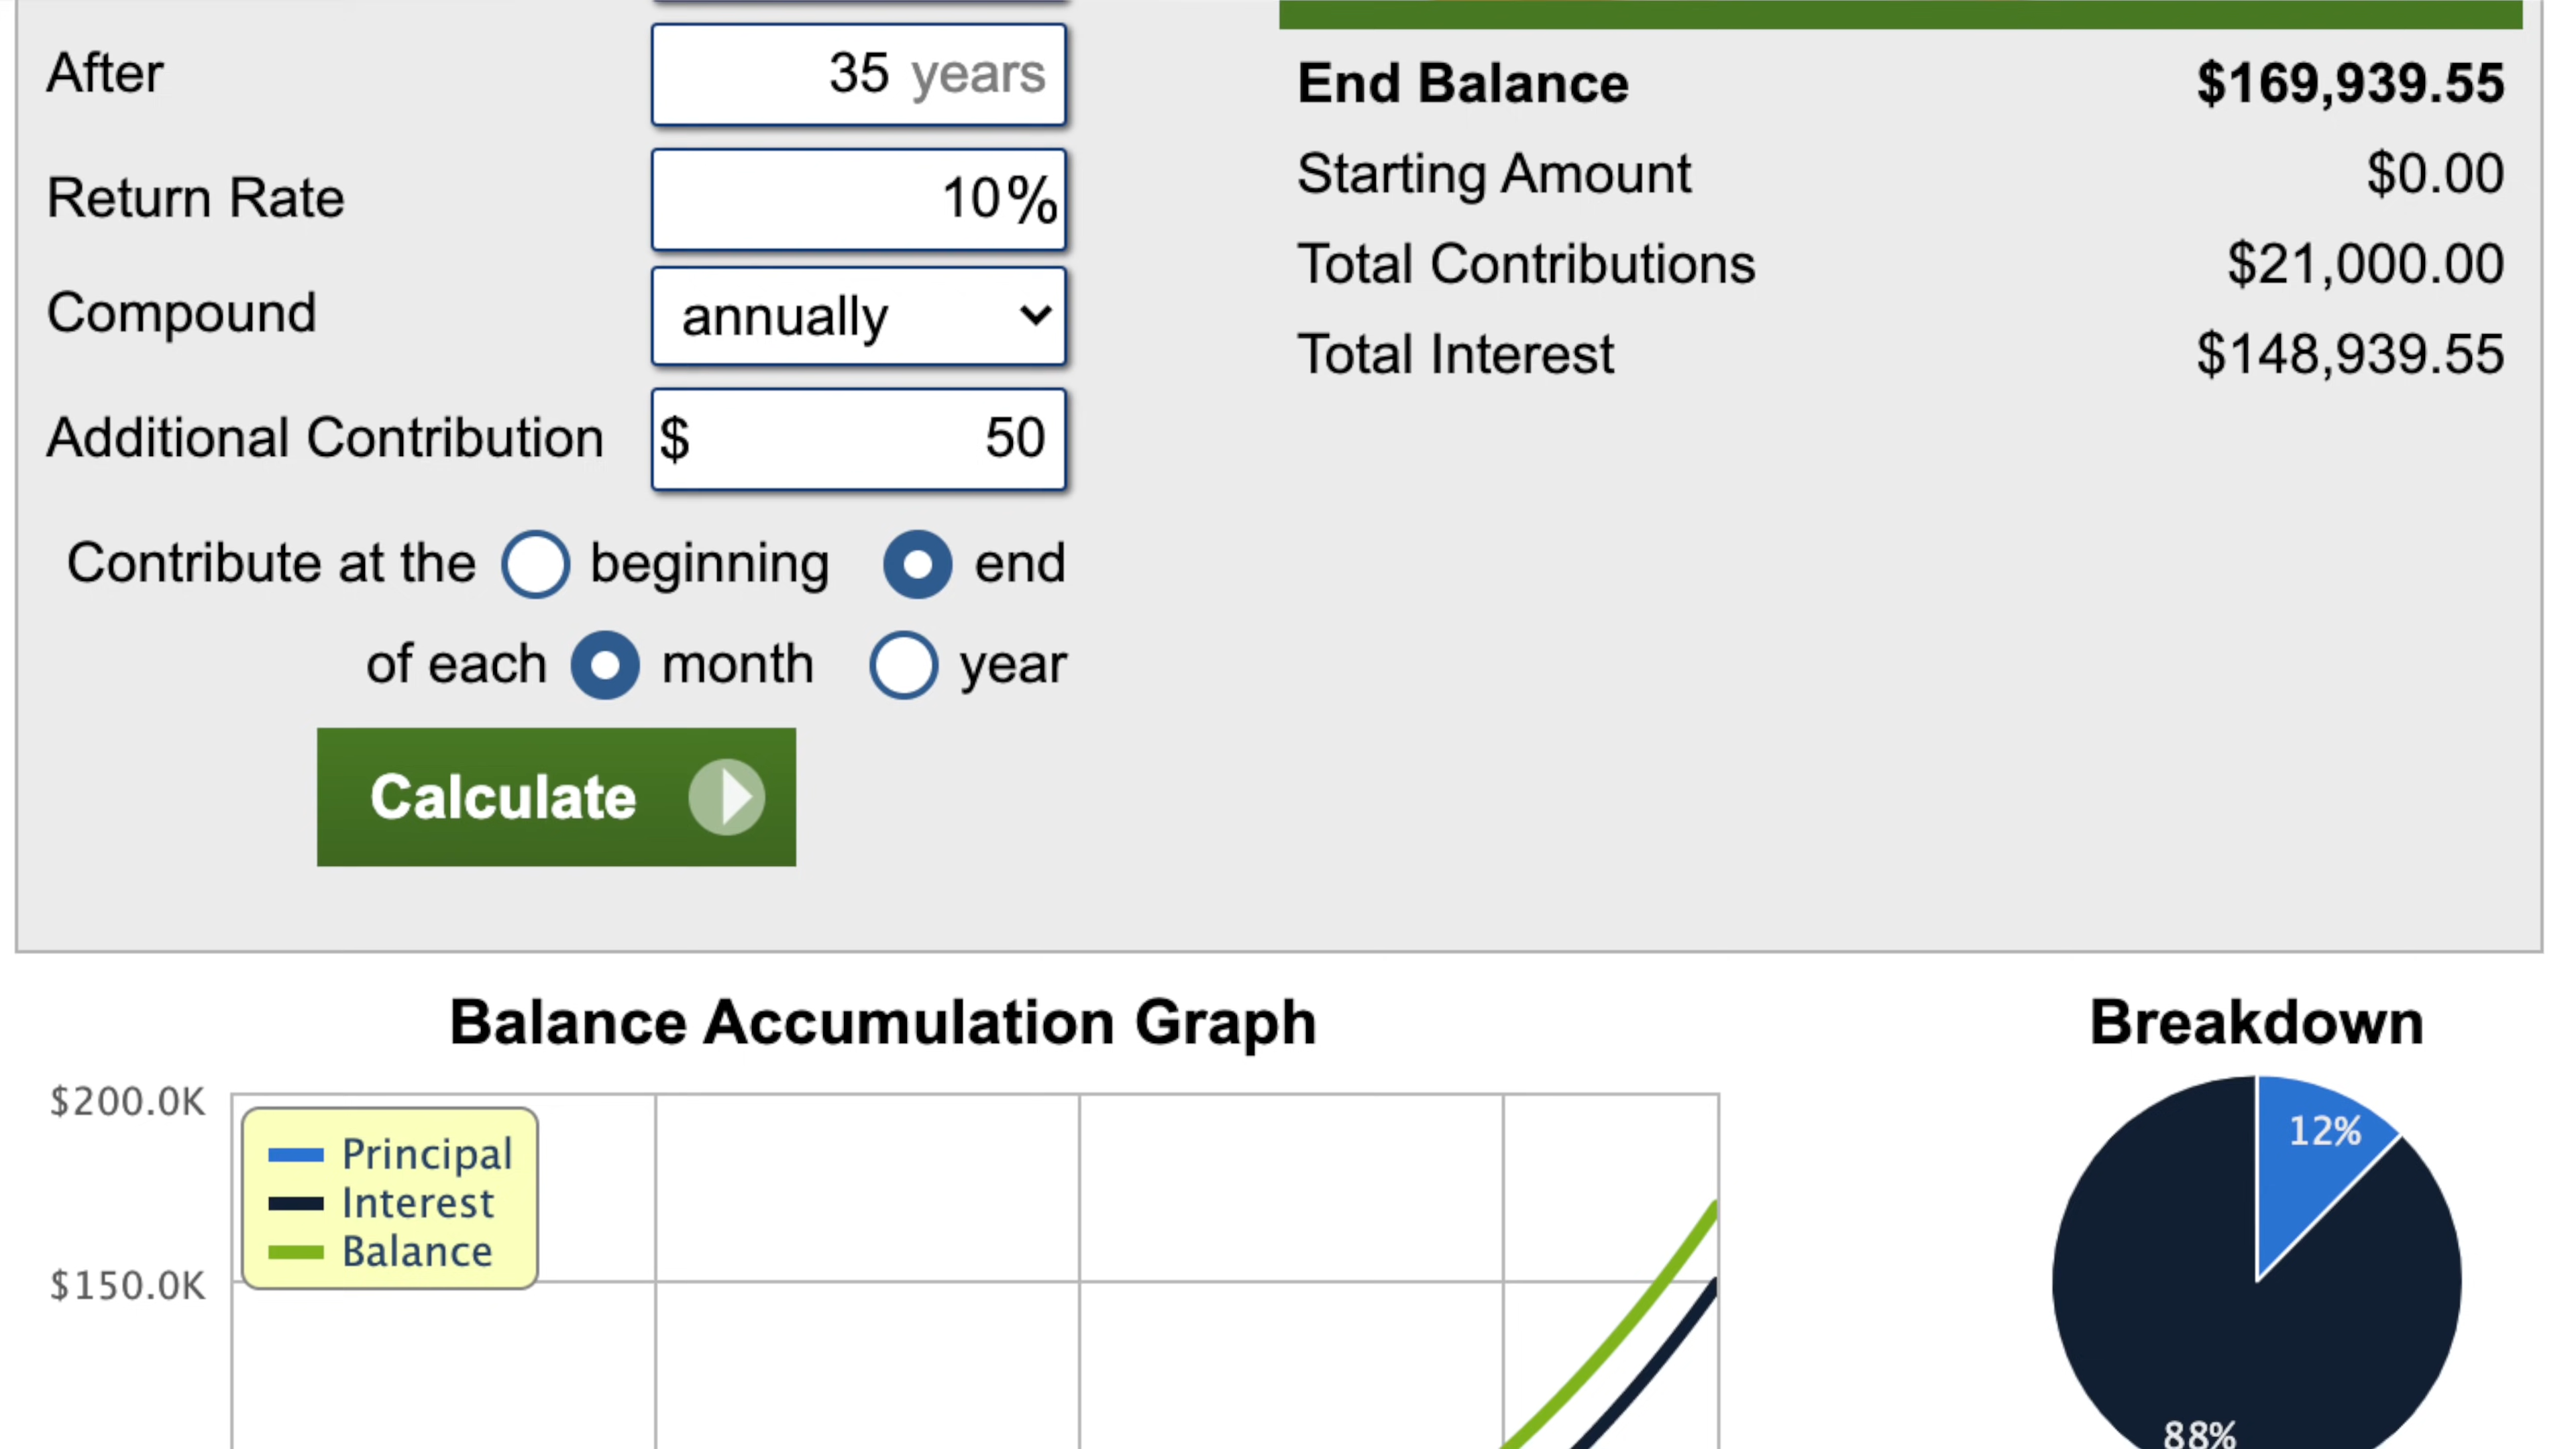 After 35 years
Return Rate 10%
Compound annually
Additional Contribution $ 50
Contribute at the beginning end
of each month year
Calculate
End Balance $169,939.55
Starting Amount $0.00
Total Contributions $21,000.00
Total Interest $148,939.55
Balance Accumulation Graph
$200.0K
$150.0K
Principal
Interest
Balance
Breakdown
12%
88%